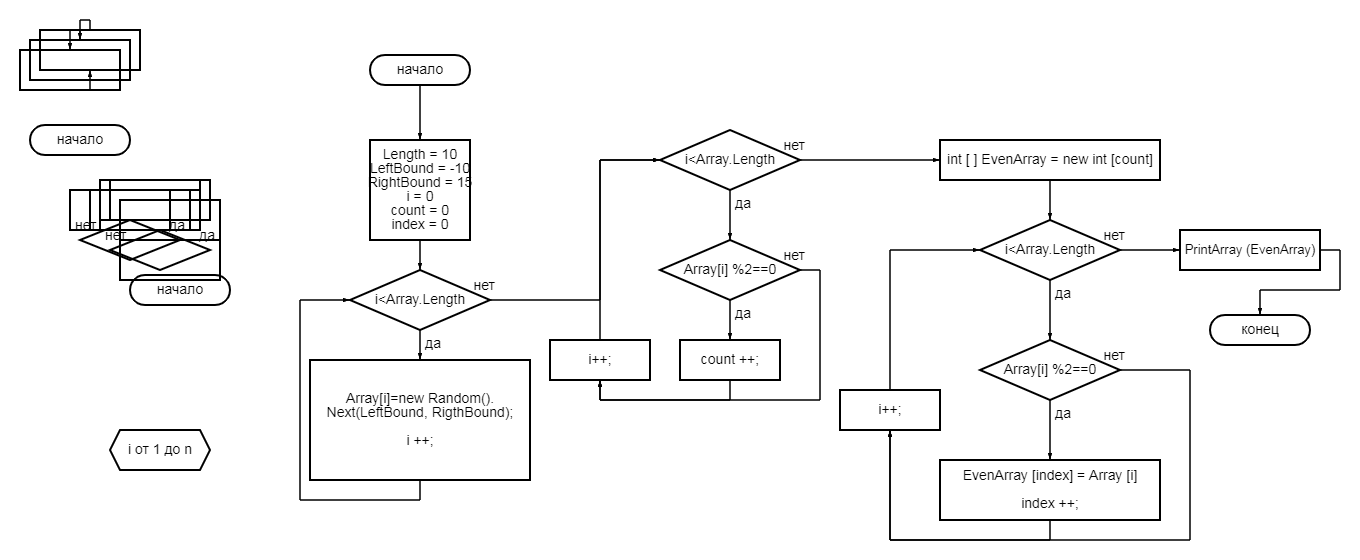 начало
нет
да
нет
да
начало
i от 1 до n
начало
Length = 10
LeftBound = -10
RightBound = 15
i = 0
count = 0
index = 0
i<Array.Length
нет
да
Array[i]=new Random().
Next(LeftBound, RigthBound);
i ++;
i<Array.Length
нет
да
Array[i] %2==0
нет
да
i++;
count ++;
int [ ] EvenArray = new int [count]
i<Array.Length
нет
да
PrintArray (EvenArray)
конец
Array[i] %2==0
нет
да
i++;
EvenArray [index] = Array [i]
index ++;